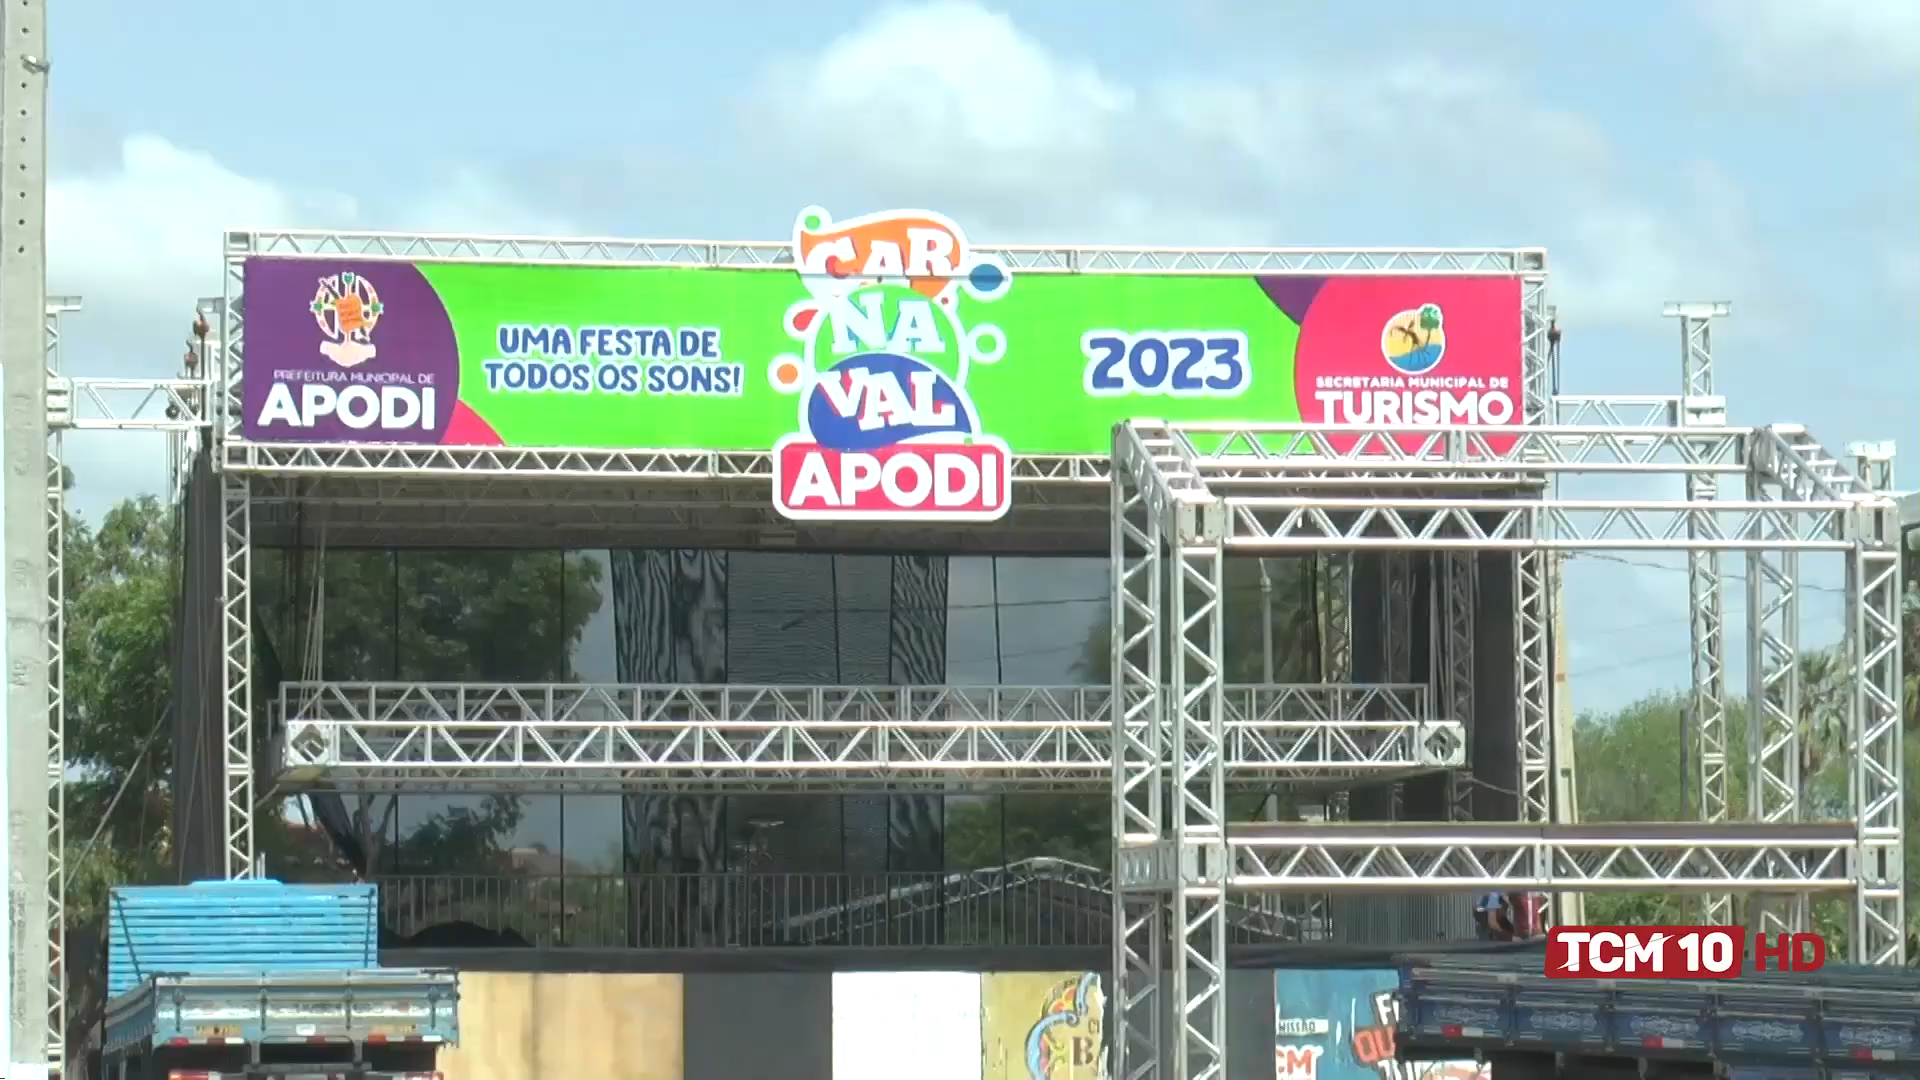 PREFEITURA MUNICIPAL DE
APODI
UMA FESTA DE
TODOS OS SONS!
CAR
NA
VAL
APODI
2023
SECRETARIA MUNICIPAL DE
TURISMO
TCM 10 HD